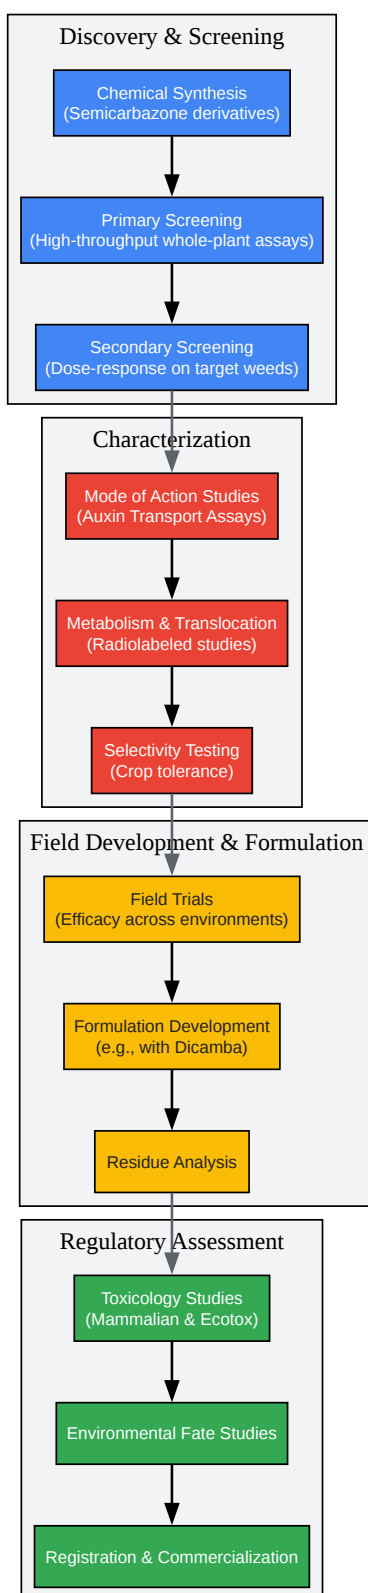 Discovery & Screening
Chemical Synthesis
(Semicarbazone derivatives)
Primary Screening
(High-throughput whole-plant assays)
Secondary Screening
(Dose-response on target weeds)
Characterization
Mode of Action Studies
(Auxin Transport Assays)
Metabolism & Translocation
(Radiolabeled studies)
Selectivity Testing
(Crop tolerance)
Field Development & Formulation
Field Trials
(Efficacy across environments)
Formulation Development
(e.g., with Dicamba)
Residue Analysis
Regulatory Assessment
Toxicology Studies
(Mammalian & Ecotox)
Environmental Fate Studies
Registration & Commercialization